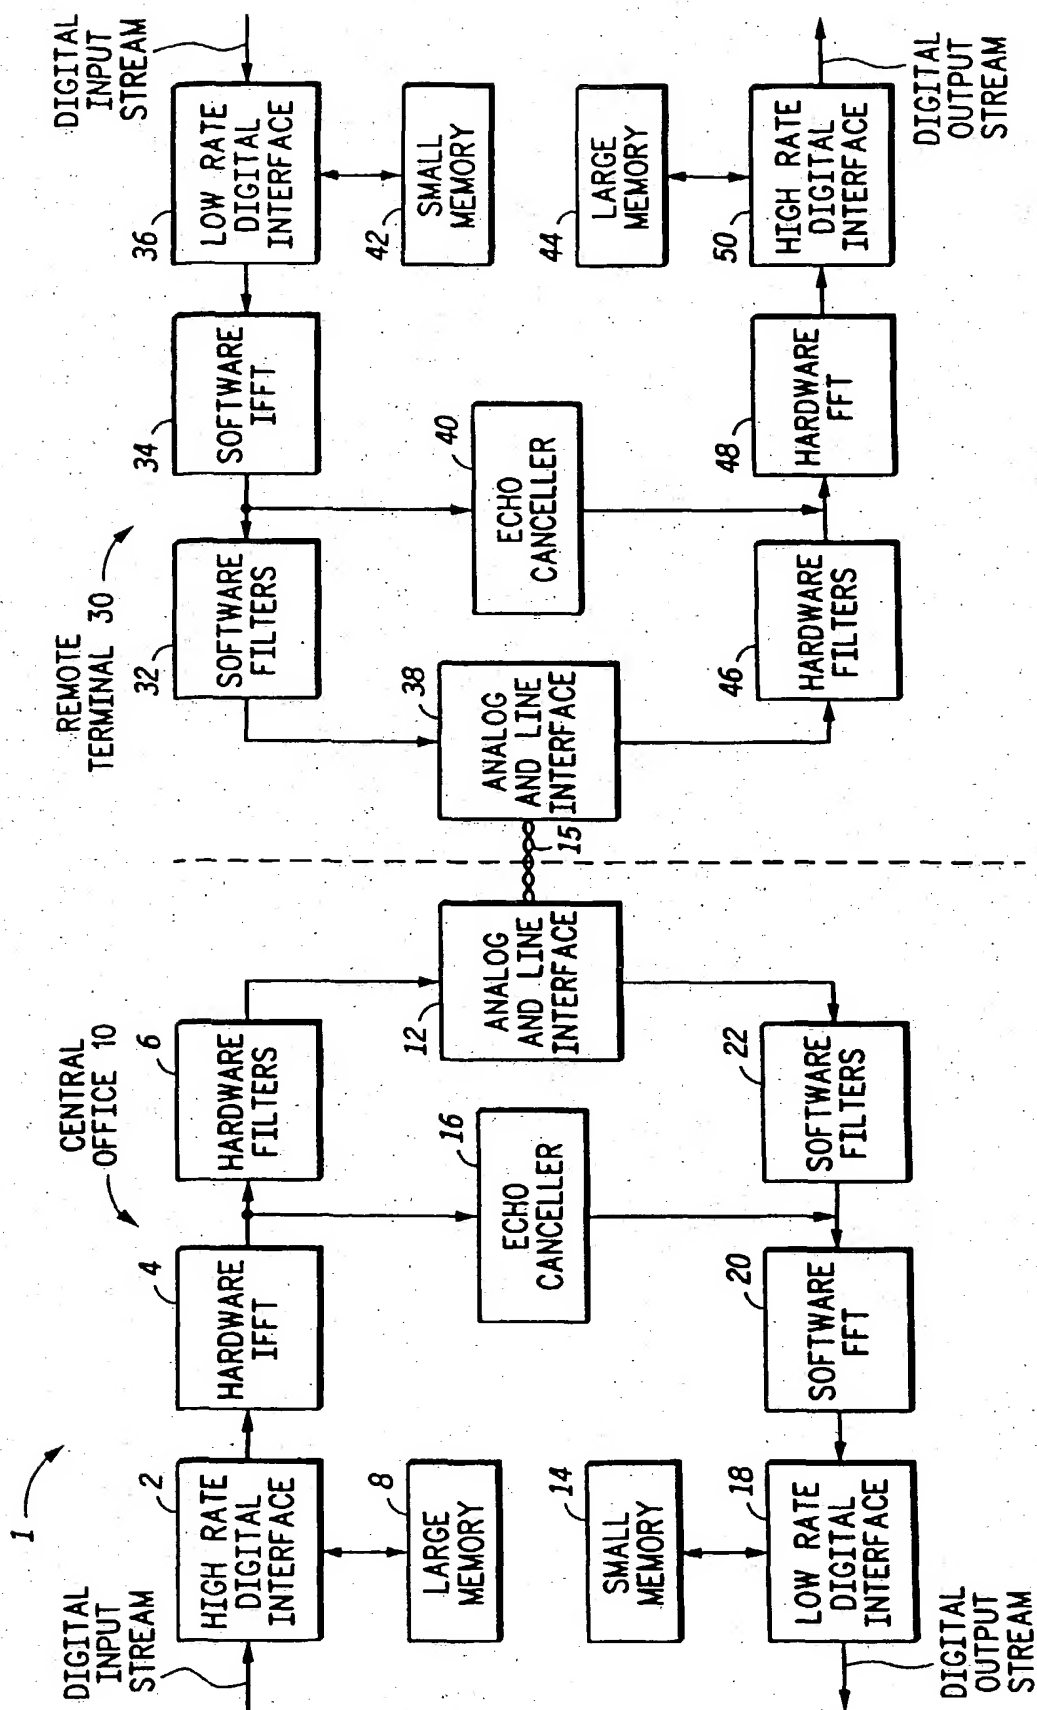 1
CENTRAL
OFFICE 10
REMOTE
TERMINAL 30
DIGITAL
INPUT
STREAM
2
HIGH RATE
DIGITAL
INTERFACE
4
HARDWARE
IFFT
6
HARDWARE
FILTERS
32
SOFTWARE
FILTERS
34
SOFTWARE
IFFT
36
LOW RATE
DIGITAL
INTERFACE
DIGITAL
INPUT
STREAM
8
LARGE
MEMORY
16
ECHO
CANCELLER
12
ANALOG
AND LINE
INTERFACE
15
38
ANALOG
AND LINE
INTERFACE
40
ECHO
CANCELLER
42
SMALL
MEMORY
14
SMALL
MEMORY
44
LARGE
MEMORY
18
LOW RATE
DIGITAL
INTERFACE
20
SOFTWARE
FFT
22
SOFTWARE
FILTERS
46
HARDWARE
FILTERS
48
HARDWARE
FFT
50
HIGH RATE
DIGITAL
INTERFACE
DIGITAL
OUTPUT
STREAM
DIGITAL
OUTPUT
STREAM